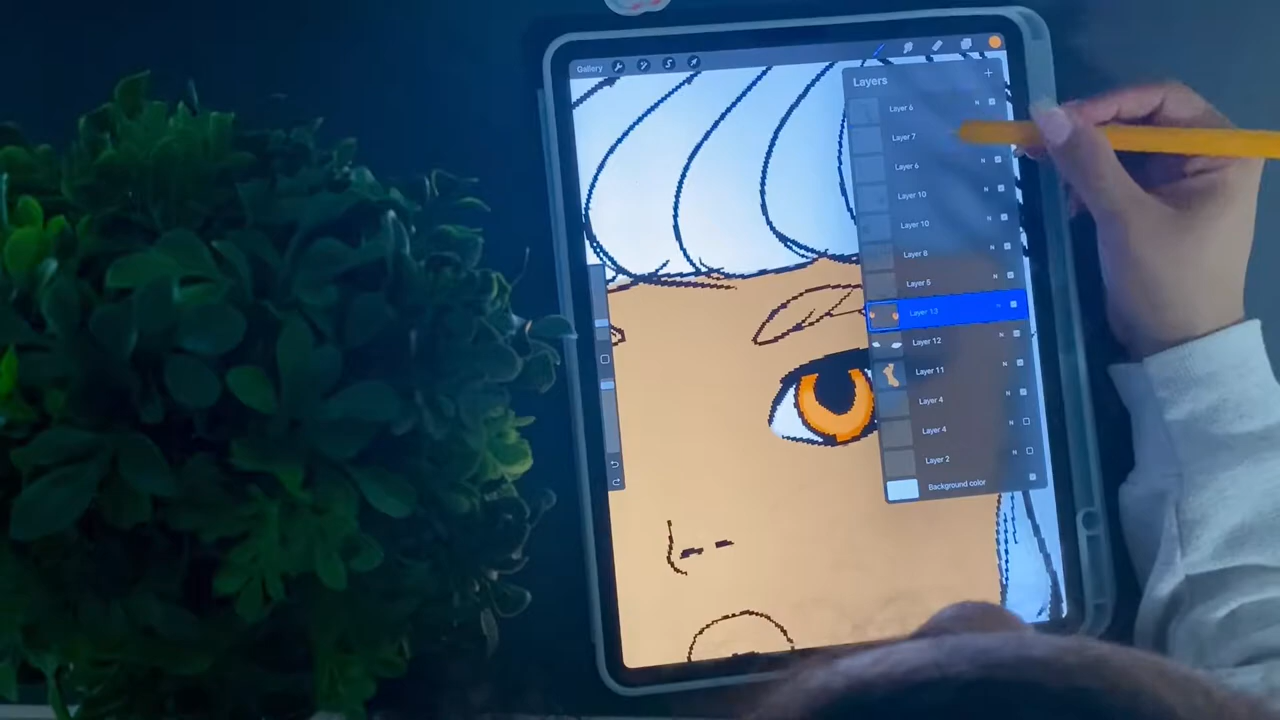 Gallery
Layers
Layer 6 N
Layer 7
Layer 6 N
Layer 10 N
Layer 10 N
Layer 8 N
Layer 5 N
Layer 13 N
Layer 12 N
Layer 11 N
Layer 4 N
Layer 4 N
Layer 2 N
Background color